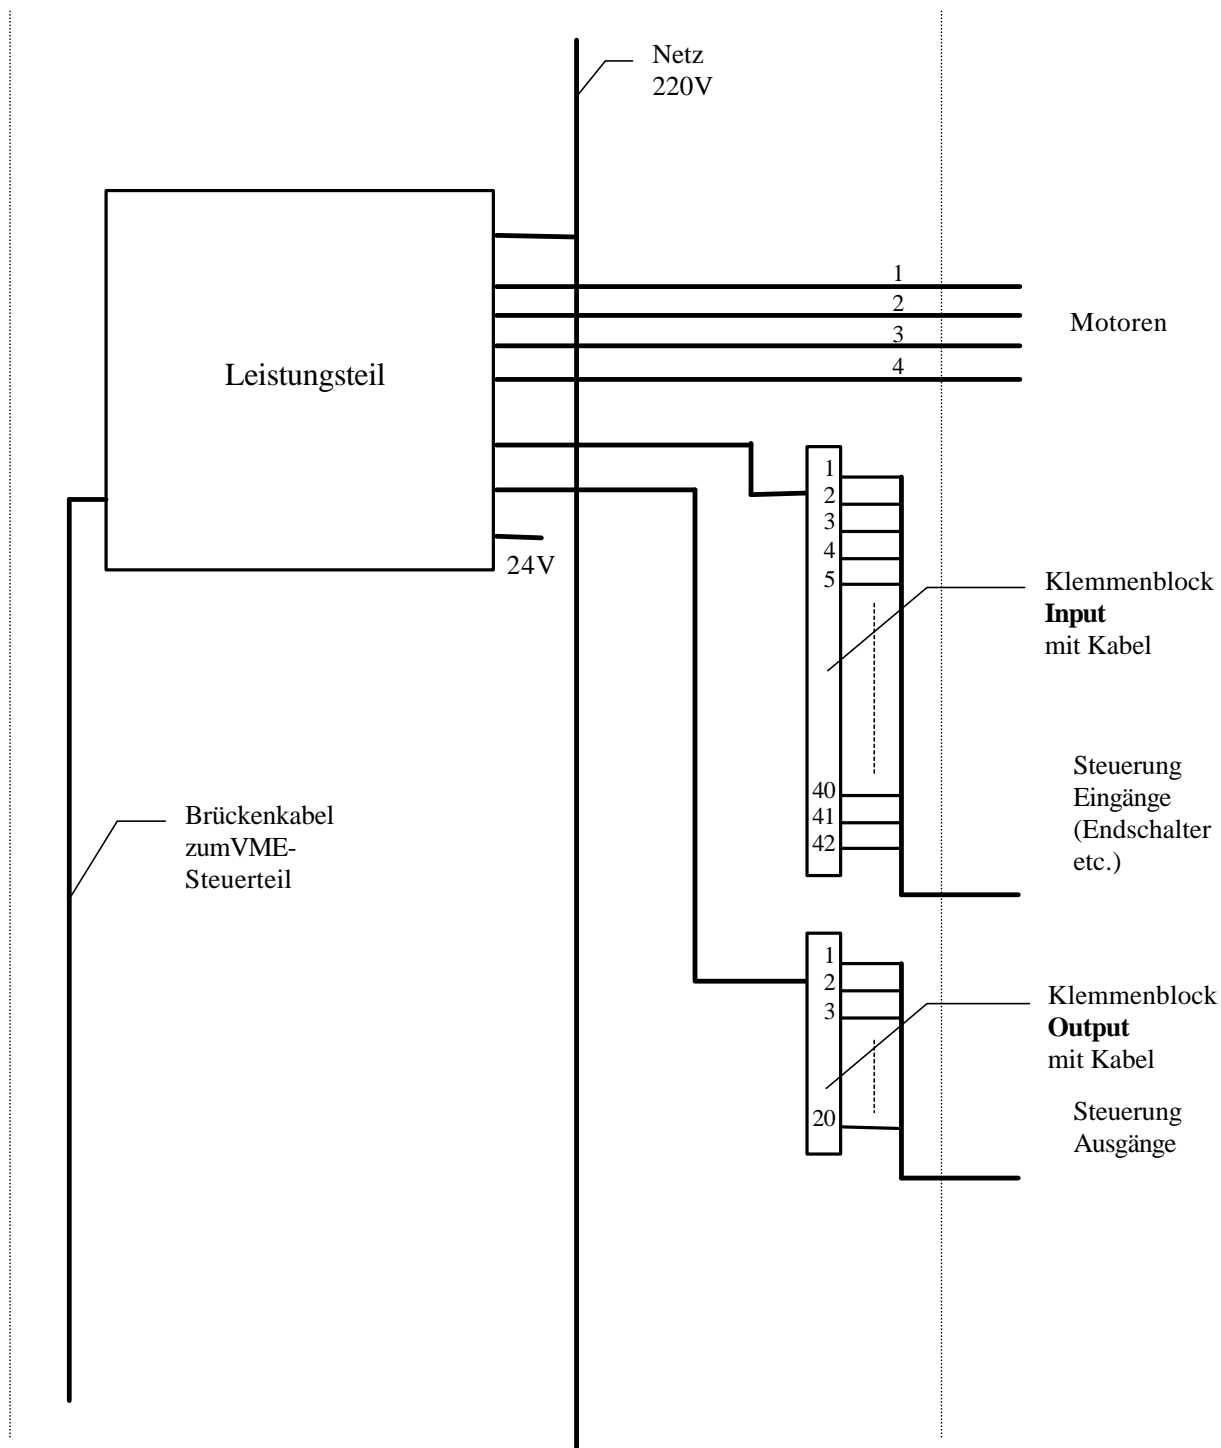 Netz
220V
1
2
3
4
Motoren
Leistungsteil
24V
1
2
3
4
5
40
41
42
Klemmenblock
Input
mit Kabel
Steuerung
Eingänge
(Endschalter
etc.)
Brückenkabel
zumVME-
Steuerteil
1
2
3
20
Klemmenblock
Output
mit Kabel
Steuerung
Ausgänge